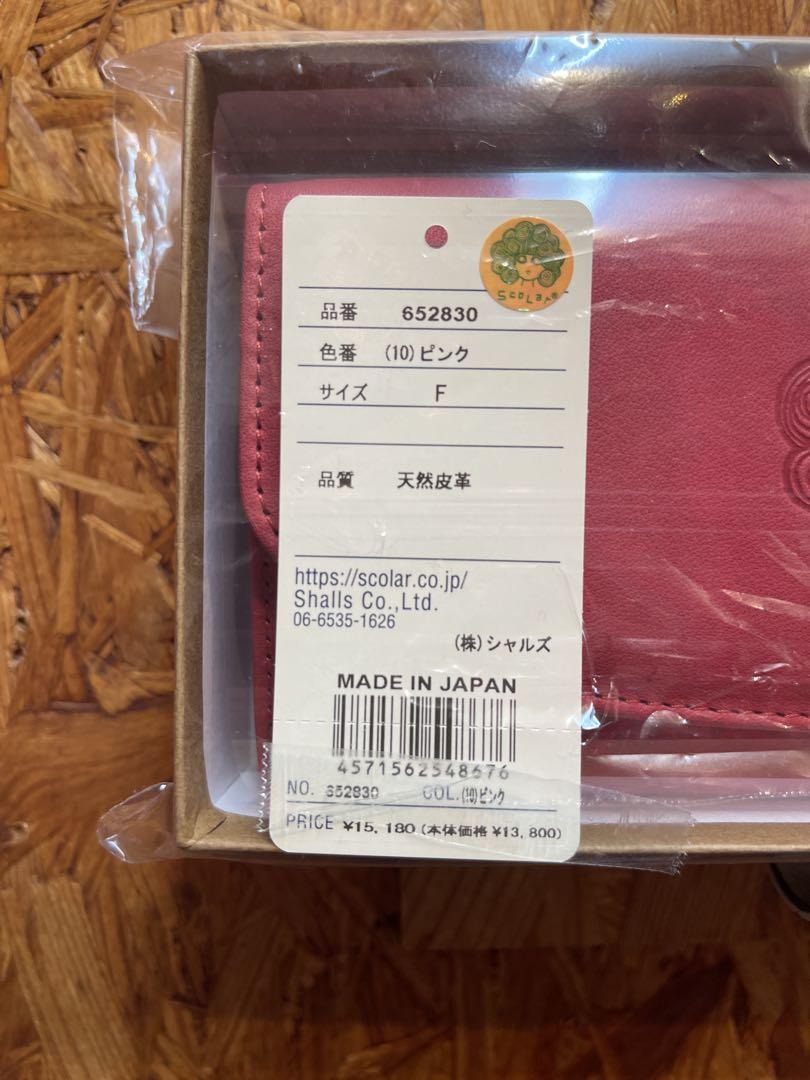 ScoLar
品番 652830
色番 (10)ピンク
サイズ F
品質 天然皮革
https://scolar.co.jp/
Shalls Co.,Ltd.
06-6535-1626
(株)シャルズ
MADE IN JAPAN
4571562548676
NO. 652830 COL.(10)ピンク
PRICE ¥15,180(本体価格 ¥13,800)